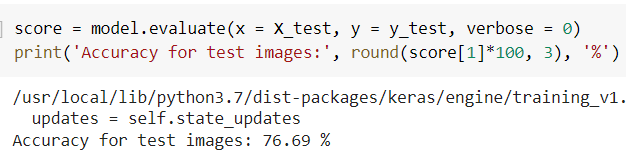 score = model.evaluate(x = X_test, y = y_test, verbose = 0)
print('Accuracy for test images:', round(score[1]*100, 3), '%')
/usr/local/lib/python3.7/dist-packages/keras/engine/training_v1.
updates = self.state_updates
Accuracy for test images: 76.69 %